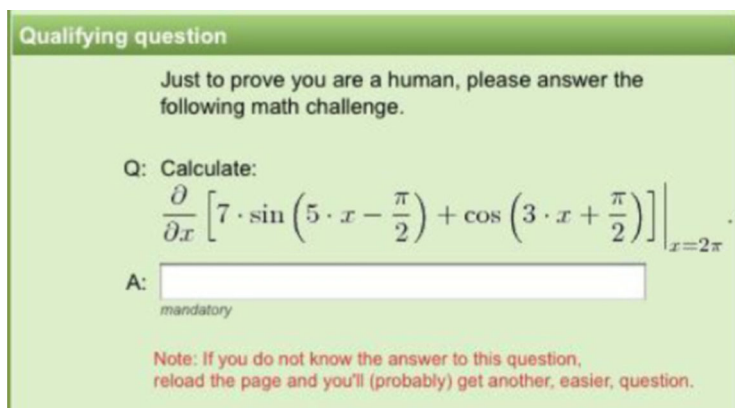 Qualifying question
Just to prove you are a human, please answer the
following math challenge.
Q: Calculate:
∂/∂x [7 · sin (5 · x − π/2) + cos (3 · x + π/2)]|x=2π .
A:
mandatory
Note: If you do not know the answer to this question,
reload the page and you'll (probably) get another, easier, question.